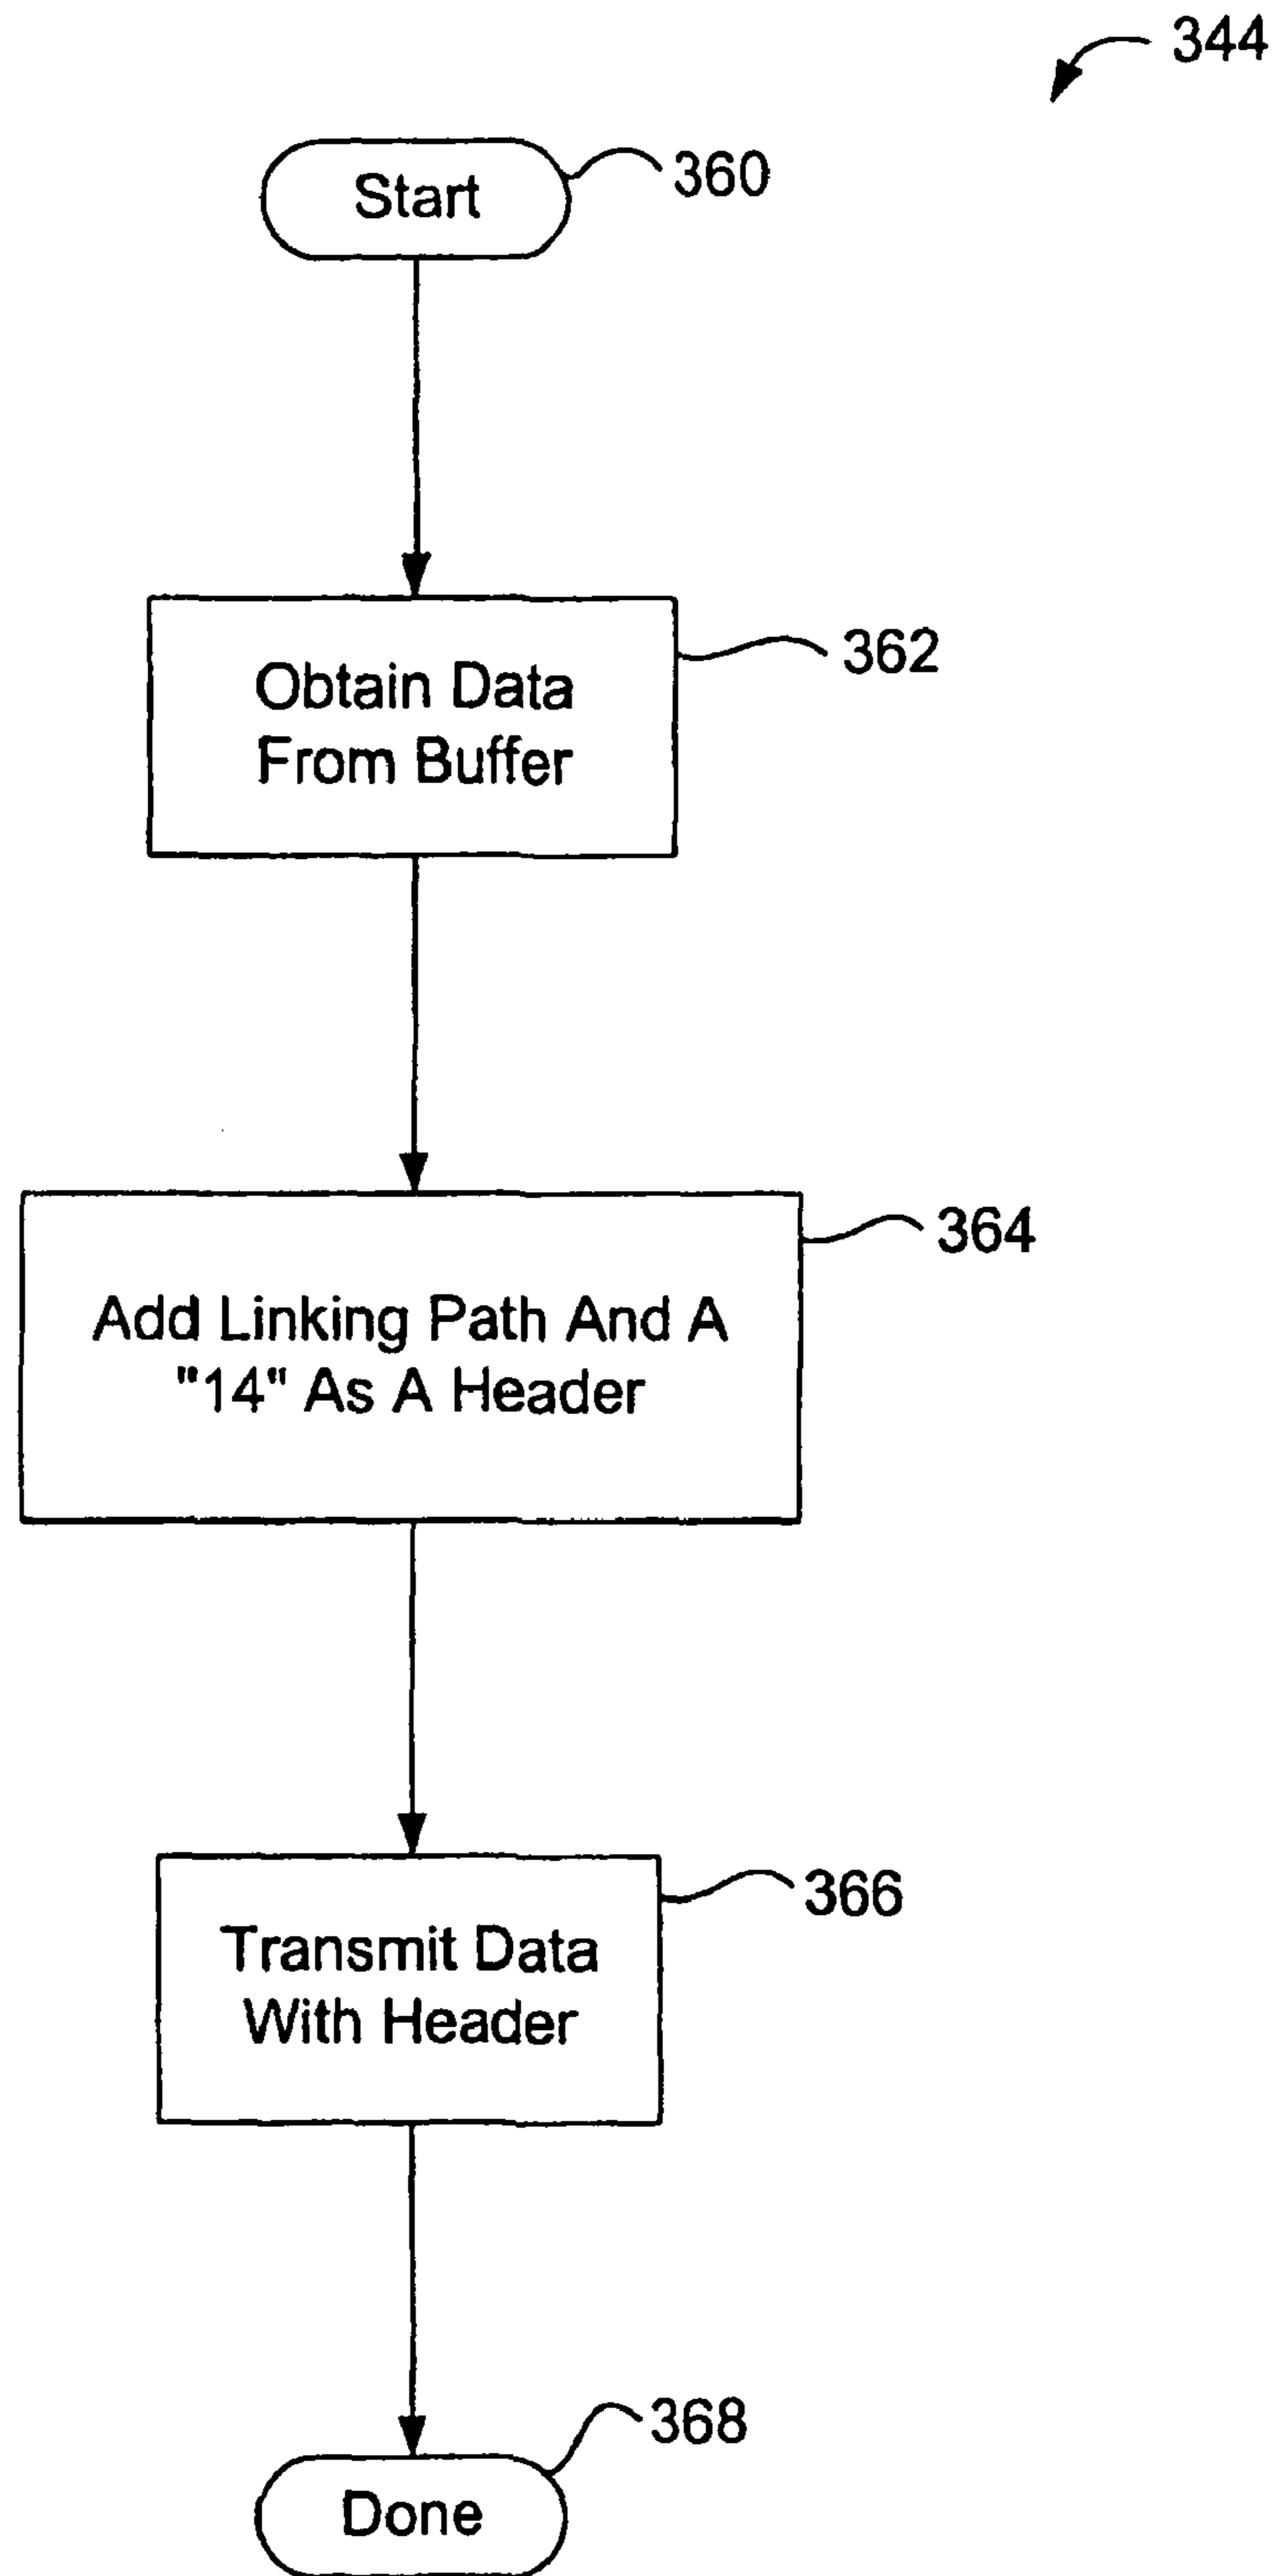 344
Start
360
Obtain Data
From Buffer
362
Add Linking Path And A
"14" As A Header
364
Transmit Data
With Header
366
Done
368